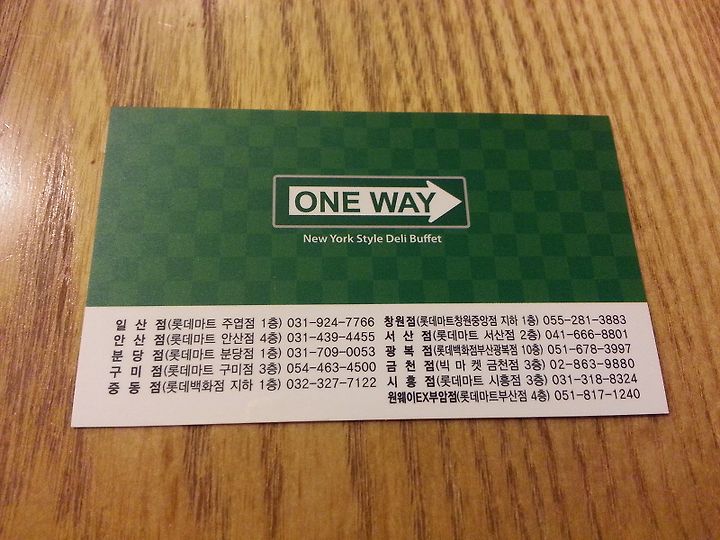 ONE WAY
New York Style Deli Buffet
일 산 점(롯데마트 주엽점 1층) 031-924-7766
안 산 점(롯데마트 안산점 4층) 031-439-4455
분 당 점(롯데마트 분당점 1층) 031-709-0053
구 미 점(롯데마트 구미점 3층) 054-463-4500
중 동 점(롯데백화점 지하 1층) 032-327-7122
창원점(롯데마트창원중앙점 지하 1층) 055-281-3883
서 산 점(롯데마트 서산점 2층) 041-666-8801
광 복 점(롯데백화점부산광복점 10층) 051-678-3997
금 천 점(빅 마 켓 금천점 3층) 02-863-9880
시 흥 점(롯데마트 시흥점 3층) 031-318-8324
원웨이EX부암점(롯데마트부산점 4층) 051-817-1240